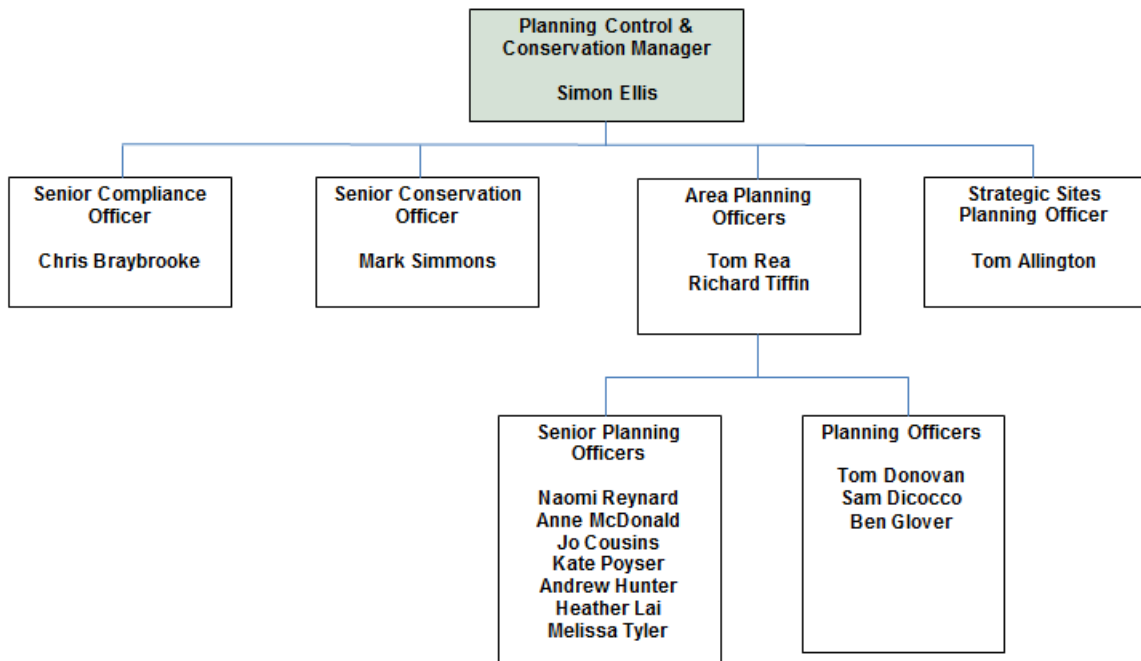 Planning Control &
Conservation Manager
Simon Ellis
Senior Compliance
Officer
Chris Braybrooke
Senior Conservation
Officer
Mark Simmons
Area Planning
Officers
Tom Rea
Richard Tiffin
Strategic Sites
Planning Officer
Tom Allington
Senior Planning
Officers
Naomi Reynard
Anne McDonald
Jo Cousins
Kate Poyser
Andrew Hunter
Heather Lai
Melissa Tyler
Planning Officers
Tom Donovan
Sam Dicocco
Ben Glover